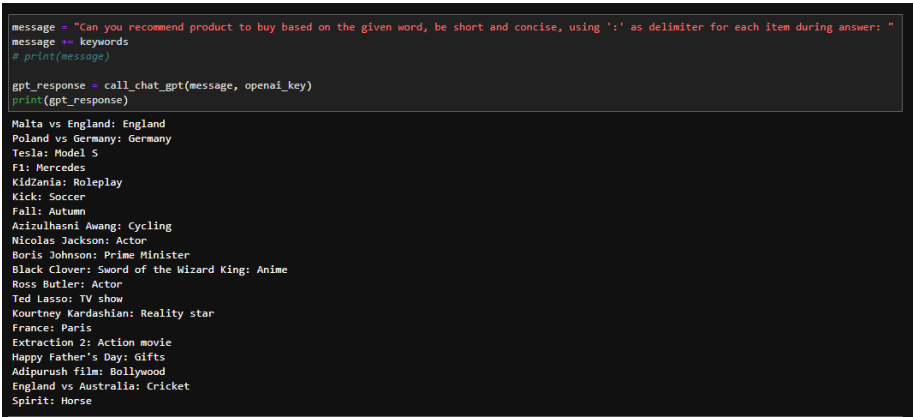 message = "Can you recommend product to buy based on the given word, be short and concise, using ':' as delimiter for each item during answer: "
message += keywords
# print(message)
gpt_response = call_chat_gpt(message, openai_key)
print(gpt_response)
Malta vs England: England
Poland vs Germany: Germany
Tesla: Model S
F1: Mercedes
KidZania: Roleplay
Kick: Soccer
Fall: Autumn
Azizulhasni Awang: Cycling
Nicolas Jackson: Actor
Boris Johnson: Prime Minister
Black Clover: Sword of the Wizard King: Anime
Ross Butler: Actor
Ted Lasso: TV show
Kourtney Kardashian: Reality star
France: Paris
Extraction 2: Action movie
Happy Father's Day: Gifts
Adipurush film: Bollywood
England vs Australia: Cricket
Spirit: Horse